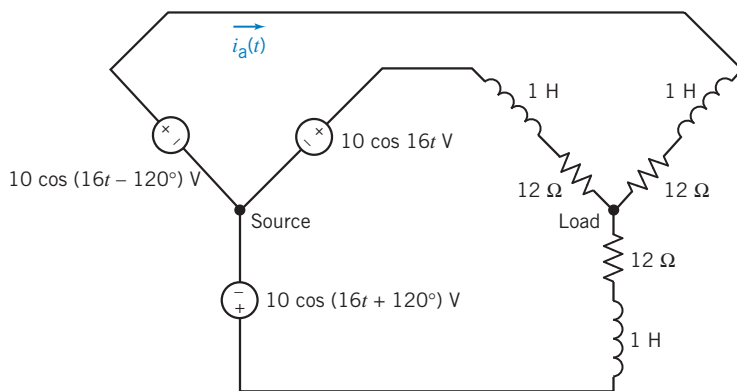 i_a(t)
1 H
1 H
10 cos 16t V
10 cos (16t – 120°) V
12 Ω
12 Ω
Source
Load
12 Ω
10 cos (16t + 120°) V
1 H